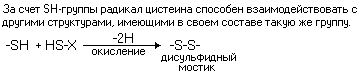 За счет SH-группы радикал цистеина способен взаимодействовать с
другими структурами, имеющими в своем составе такую же группу.
-SH + HS-X -2H окисление -S-S-
дисульфидный
мостик